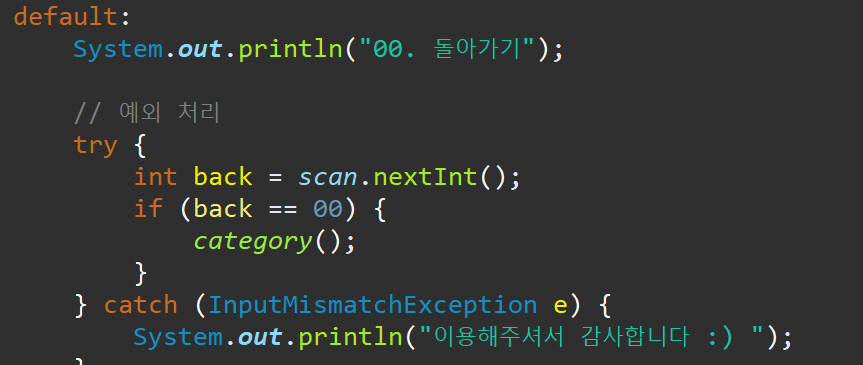 default:
    System.out.println("00. 돌아가기");

    // 예외 처리
    try {
        int back = scan.nextInt();
        if (back == 00) {
            category();
        }
    } catch (InputMismatchException e) {
        System.out.println("이용해주셔서 감사합니다 :) ");
    }